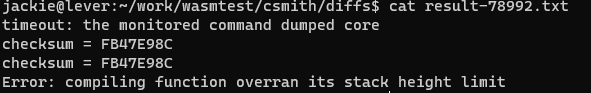 jackie@lever:~/work/wasmtest/csmith/diffs$ cat result-78992.txt
timeout: the monitored command dumped core
checksum = FB47E98C
checksum = FB47E98C
Error: compiling function overran its stack height limit